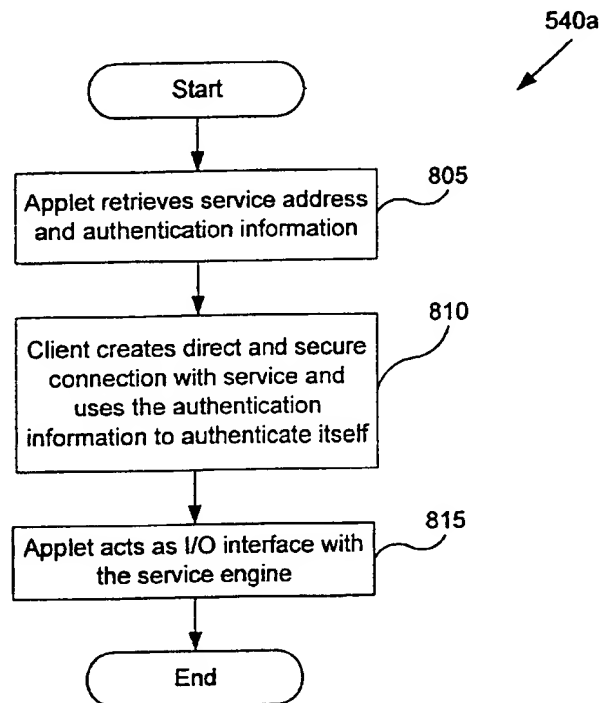 540a
Start
805
Applet retrieves service address
and authentication information
810
Client creates direct and secure
connection with service and
uses the authentication
information to authenticate itself
815
Applet acts as I/O interface with
the service engine
End